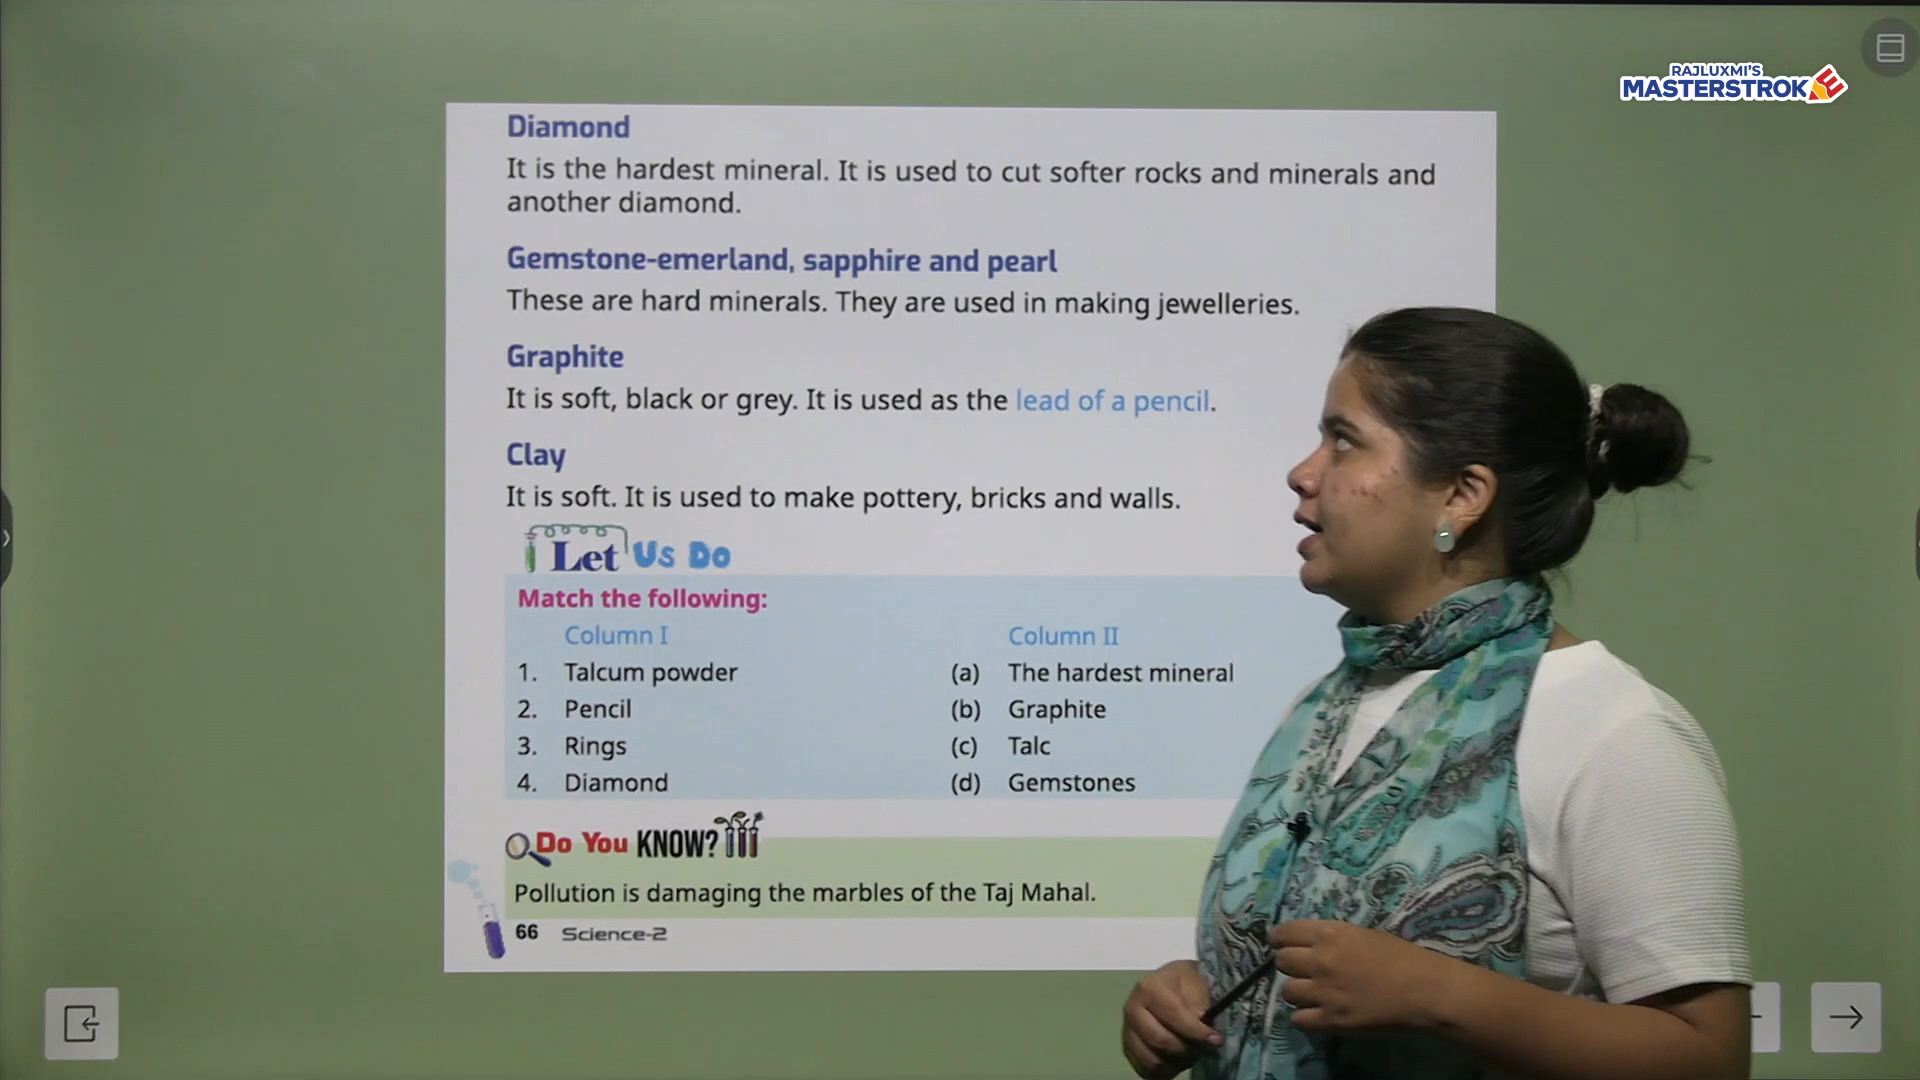 RAJLUXMI'S
MASTERSTROKE
Diamond
It is the hardest mineral. It is used to cut softer rocks and minerals and
another diamond.
Gemstone-emerland, sapphire and pearl
These are hard minerals. They are used in making jewelleries.
Graphite
It is soft, black or grey. It is used as the lead of a pencil.
Clay
It is soft. It is used to make pottery, bricks and walls.
Let Us Do
Match the following:
Column I Column II
1. Talcum powder (a) The hardest mineral
2. Pencil (b) Graphite
3. Rings (c) Talc
4. Diamond (d) Gemstones
Do You KNOW?
Pollution is damaging the marbles of the Taj Mahal.
66 Science-2